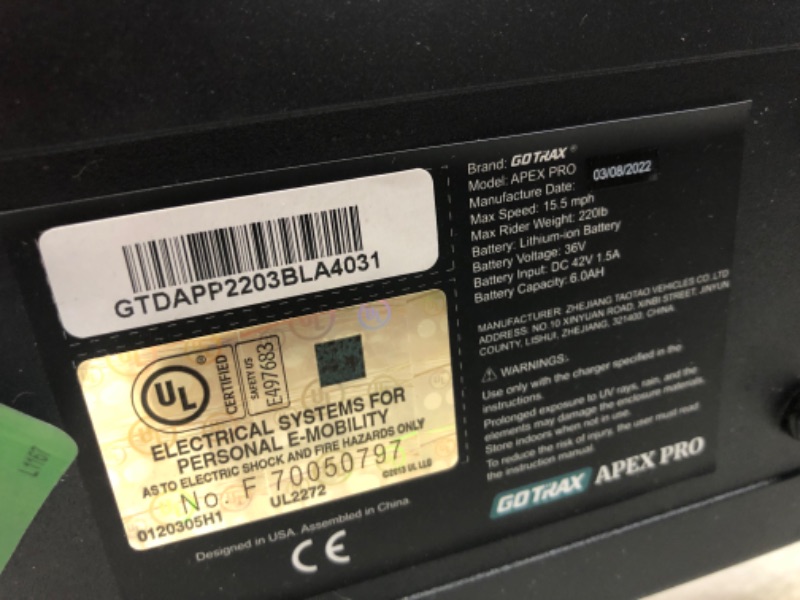 GTDAPP2203BLA4031
UL ® CERTIFIED
SAFETY US
E497683
ELECTRICAL SYSTEMS FOR
PERSONAL E-MOBILITY
AS TO ELECTRIC SHOCK AND FIRE HAZARDS ONLY
No. F 70050797
©2013 UL LLC
0120305H1
UL2272
Designed in USA. Assembled in China.
CE
Brand: GOTRAX ®
Model: APEX PRO
Manufacture Date: 03/08/2022
Max Speed: 15.5 mph
Max Rider Weight: 220lb
Battery: Lithium-ion Battery
Battery Voltage: 36V
Battery Input: DC 42V 1.5A
Battery Capacity: 6.0AH
MANUFACTURER: ZHEJIANG TAOTAO VEHICLES CO., LTD
ADDRESS: NO. 10 XINYUAN ROAD, XINBI STREET, JINYUN
COUNTY, LISHUI, ZHEJIANG, 321400, CHINA.
⚠ WARNINGS:
Use only with the charger specified in the
instructions.
Prolonged exposure to UV rays, rain, and the
elements may damage the enclosure materials.
Store indoors when not in use.
To reduce the risk of injury, the user must read
the instruction manual.
GOTRAX APEX PRO
L1167